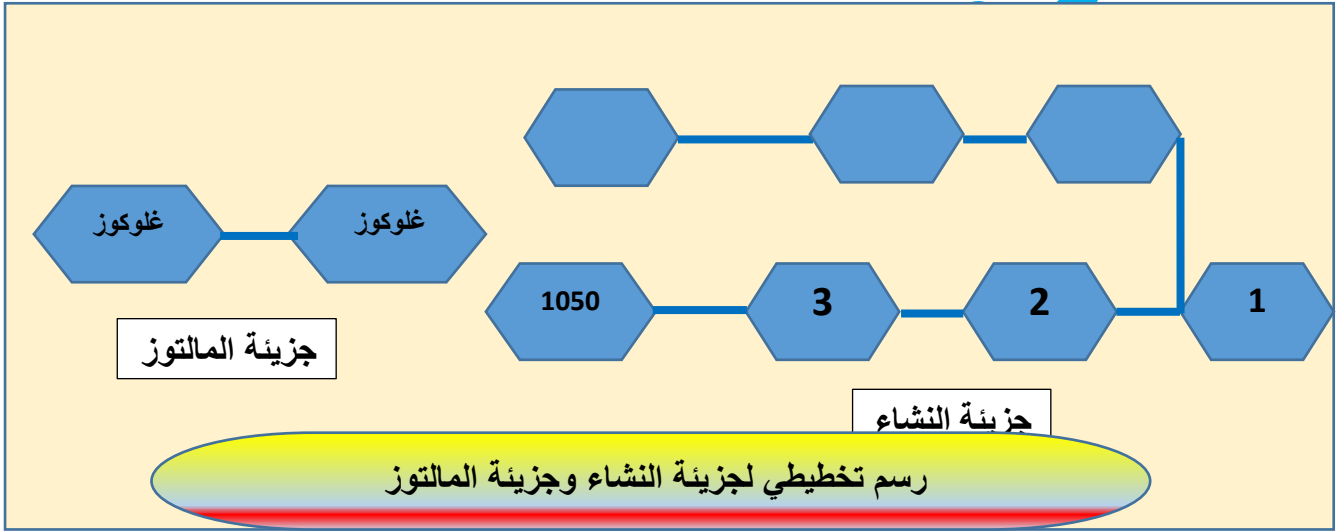 غلوكوز
غلوكوز
جزيئة المالتوز
1050
3
2
1
جزيئة النشاء
رسم تخطيطي لجزيئة النشاء وجزيئة المالتوز